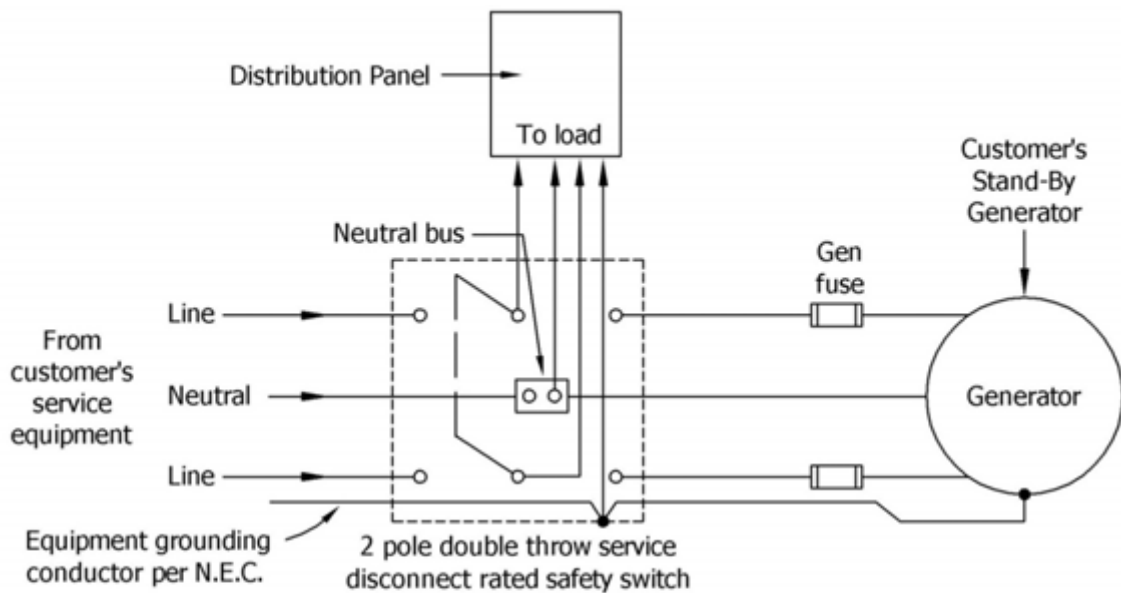 Distribution Panel
To load
Customer's
Stand-By
Generator
Neutral bus
Gen
fuse
Line
From
customer's
service
equipment
Neutral
Generator
Line
Equipment grounding
conductor per N.E.C.
2 pole double throw service
disconnect rated safety switch